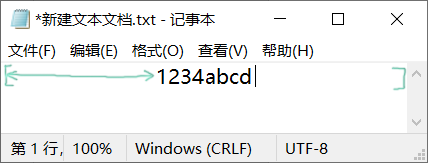 *新建文本文档.txt - 记事本
文件(F) 编辑(E) 格式(O) 查看(V) 帮助(H)
1234abcd
第 1 行, 100% Windows (CRLF) UTF-8